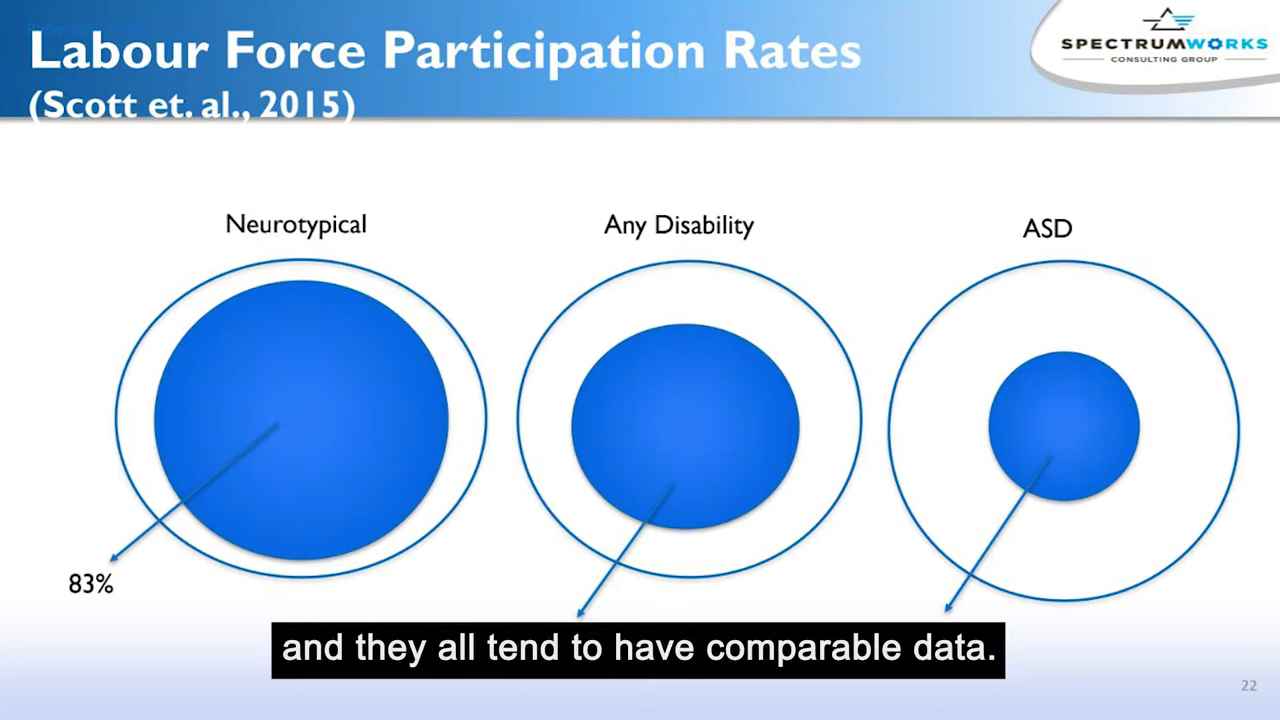 Labour Force Participation Rates
(Scott et. al., 2015)
SPECTRUMWORKS
CONSULTING GROUP
Neurotypical
Any Disability
ASD
83%
and they all tend to have comparable data.
22